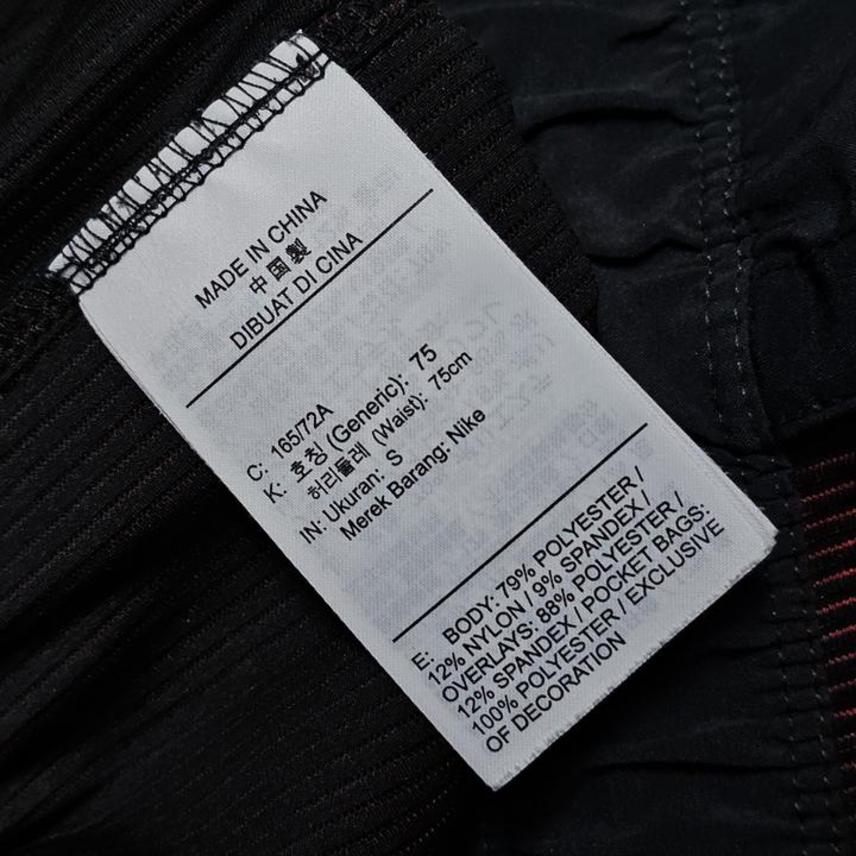 MADE IN CHINA
中国製
DIBUAT DI CINA
C: 165/72A
K: 호칭 (Generic): 75
허리둘레 (Waist): 75cm
IN: Ukuran: S
Merek Barang: Nike
E: BODY: 79% POLYESTER /
12% NYLON / 9% SPANDEX /
OVERLAYS: 88% POLYESTER /
12% SPANDEX / POCKET BAGS:
100% POLYESTER / EXCLUSIVE
OF DECORATION